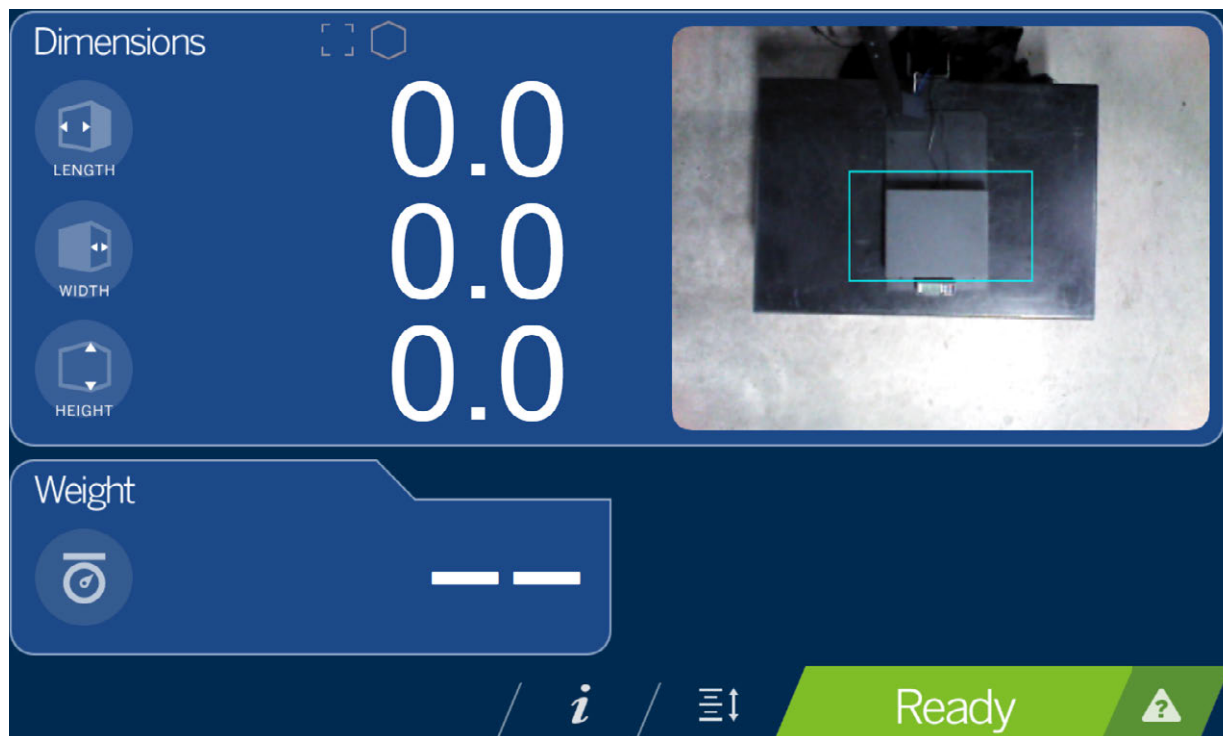 Dimensions
LENGTH
0.0
WIDTH
0.0
HEIGHT
0.0
Weight
— —
i
Ready
?